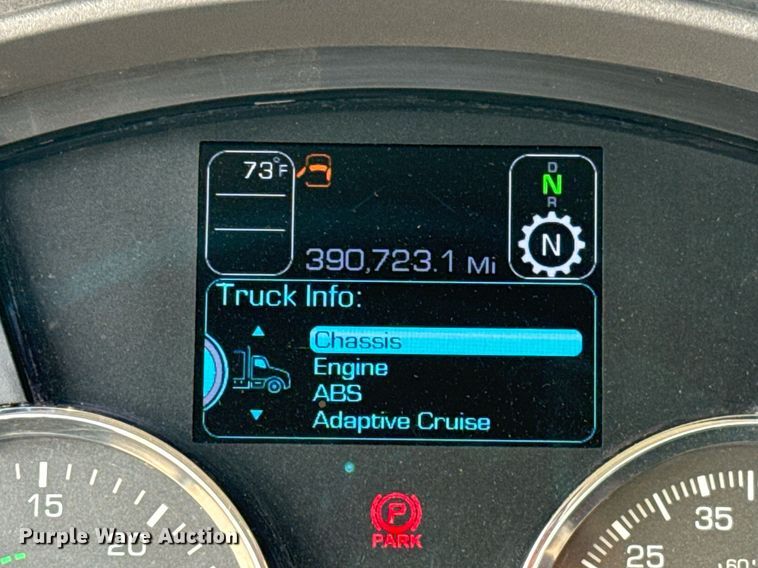 73°F
D
N
R
N
390,723.1 Mi
Truck Info:
Chassis
Engine
ABS
Adaptive Cruise
P
PARK
15
20
25
35
60
Purple Wave Auction